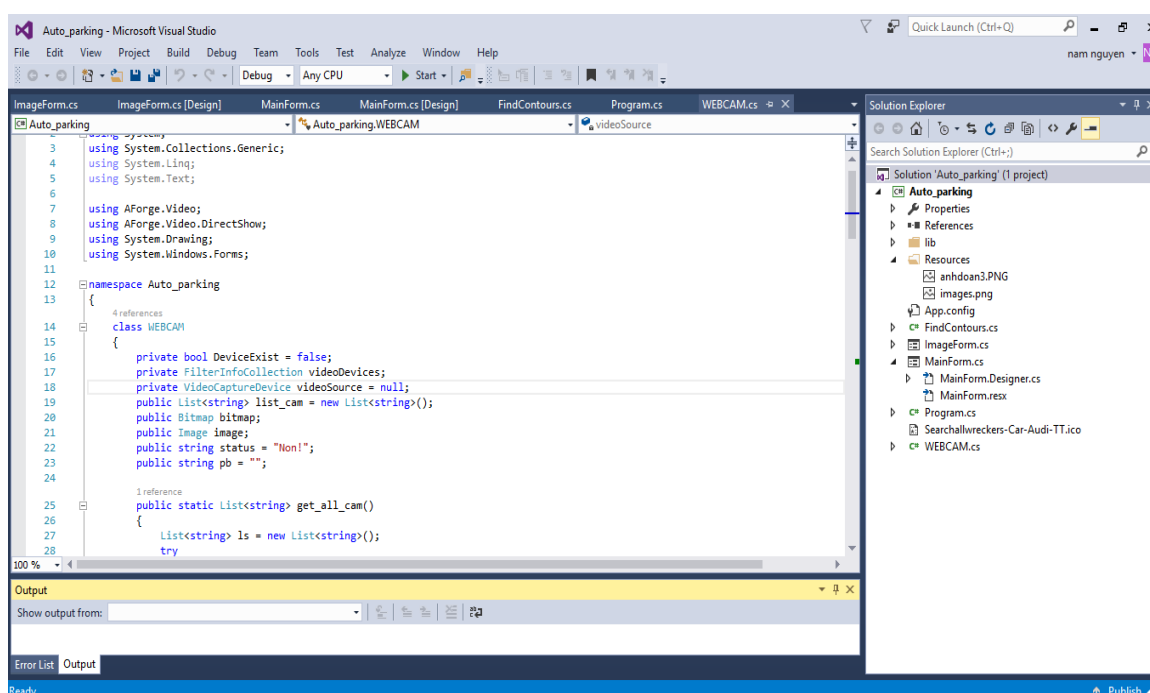 Auto_parking - Microsoft Visual Studio
Quick Launch (Ctrl+Q)
File Edit View Project Build Debug Team Tools Test Analyze Window Help
nam nguyen
Debug Any CPU Start
ImageForm.cs ImageForm.cs [Design] MainForm.cs MainForm.cs [Design] FindContours.cs Program.cs WEBCAM.cs
Auto_parking Auto_parking.WEBCAM videoSource
2 using System;
3 using System.Collections.Generic;
4 using System.Linq;
5 using System.Text;
6
7 using AForge.Video;
8 using AForge.Video.DirectShow;
9 using System.Drawing;
10 using System.Windows.Forms;
11
12 namespace Auto_parking
13 {
4 references
14 class WEBCAM
15 {
16 private bool DeviceExist = false;
17 private FilterInfoCollection videoDevices;
18 private VideoCaptureDevice videoSource = null;
19 public List<string> list_cam = new List<string>();
20 public Bitmap bitmap;
21 public Image image;
22 public string status = "Non!";
23 public string pb = "";
24
1 reference
25 public static List<string> get_all_cam()
26 {
27 List<string> ls = new List<string>();
28 try
100 %
Output
Show output from:
Error List Output
Ready
Publish
Solution Explorer
Search Solution Explorer (Ctrl+;)
Solution 'Auto_parking' (1 project)
C# Auto_parking
Properties
References
lib
Resources
anhdoan3.PNG
images.png
App.config
C# FindContours.cs
ImageForm.cs
MainForm.cs
MainForm.Designer.cs
MainForm.resx
C# Program.cs
Searchallwreckers-Car-Audi-TT.ico
C# WEBCAM.cs